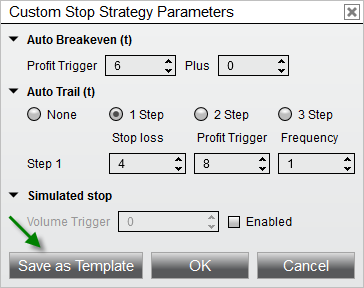 Custom Stop Strategy Parameters
Auto Breakeven (t)
Profit Trigger 6 Plus 0
Auto Trail (t)
None 1 Step 2 Step 3 Step
Stop loss Profit Trigger Frequency
Step 1 4 8 1
Simulated stop
Volume Trigger 0 Enabled
Save as Template OK Cancel